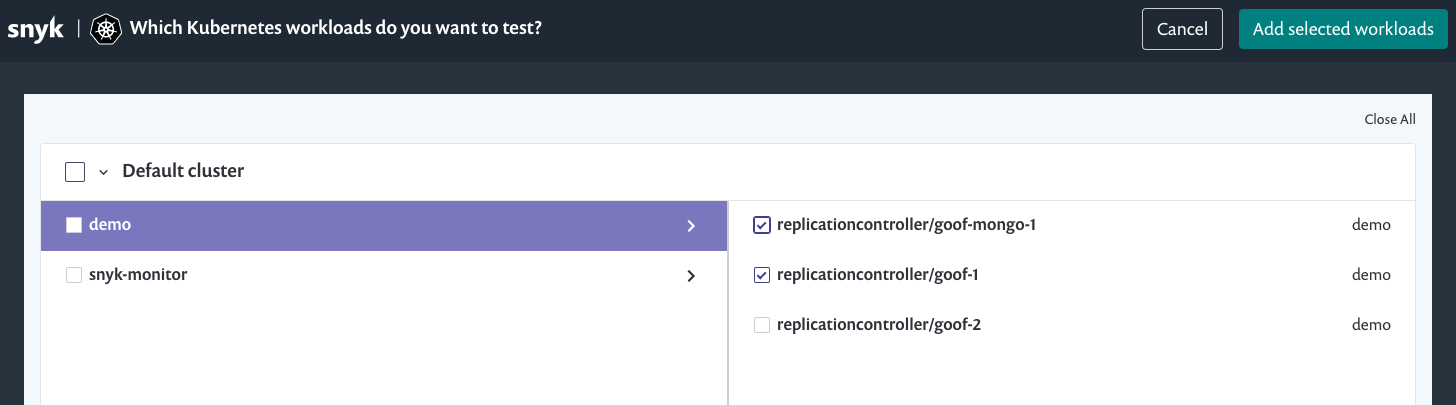 snyk | Which Kubernetes workloads do you want to test? Cancel Add selected workloads
Close All
Default cluster
demo
snyk-monitor
replicationcontroller/goof-mongo-1 demo
replicationcontroller/goof-1 demo
replicationcontroller/goof-2 demo